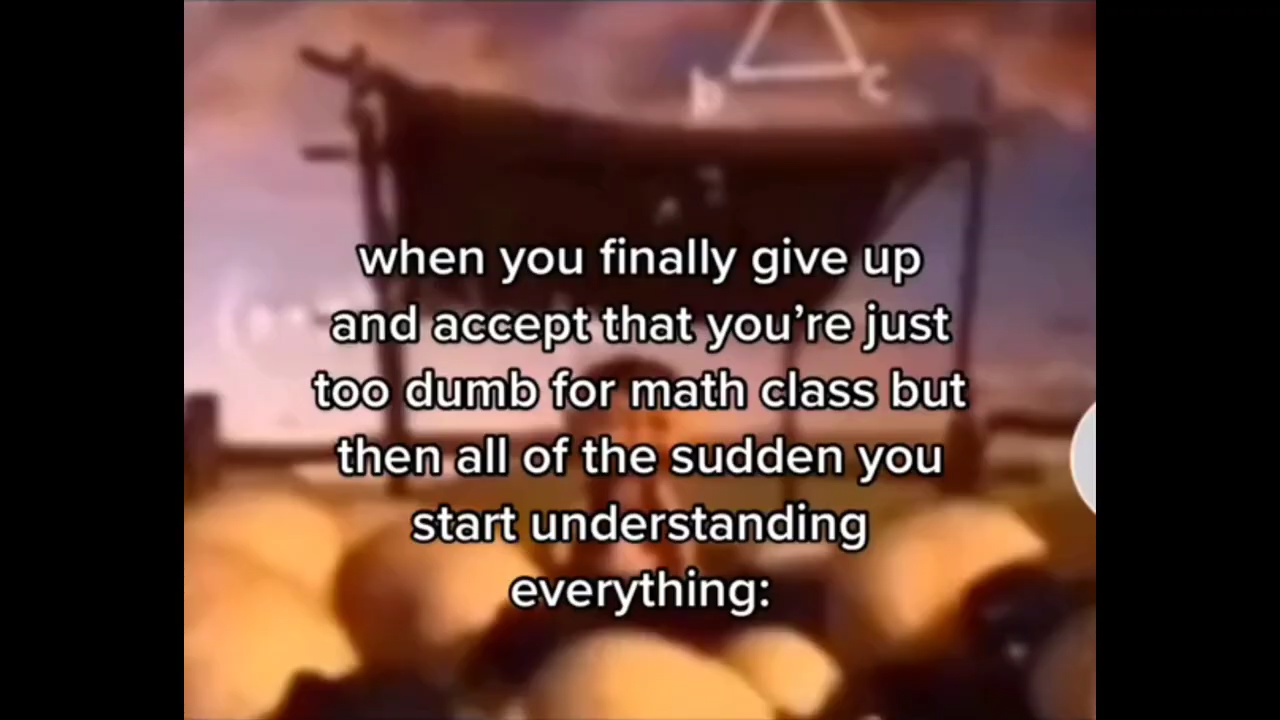 b c
when you finally give up
and accept that you're just
too dumb for math class but
then all of the sudden you
start understanding
everything: